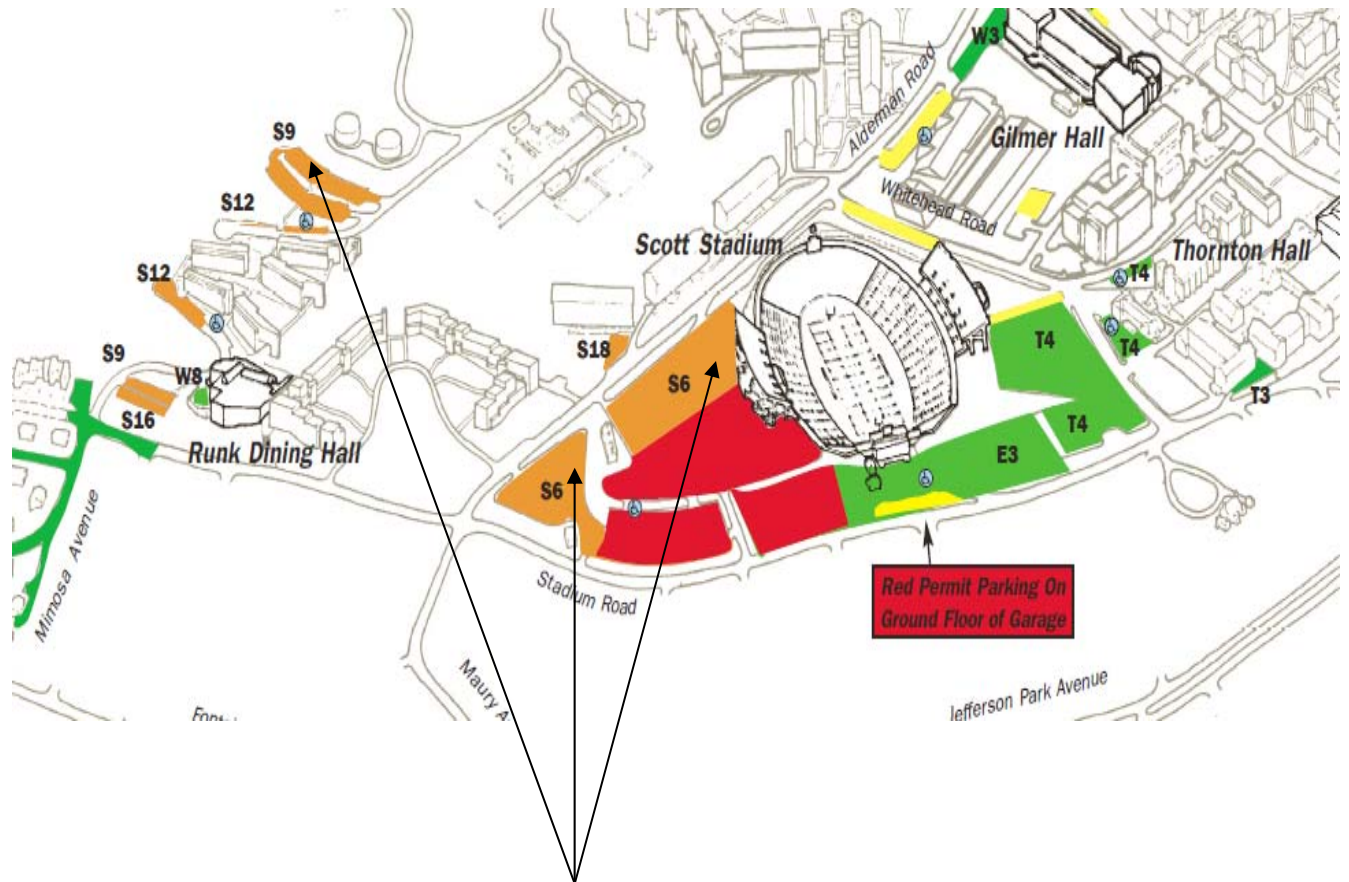 W3
Alderman Road
Gilmer Hall
S9
Whitehead Road
S12
Scott Stadium
Thornton Hall
T4
S12
T4
T4
S9
S18
W8
S6
T3
S16
T4
Runk Dining Hall
E3
S6
Mimosa Avenue
Stadium Road
Red Permit Parking On
Ground Floor of Garage
Maury
Jefferson Park Avenue